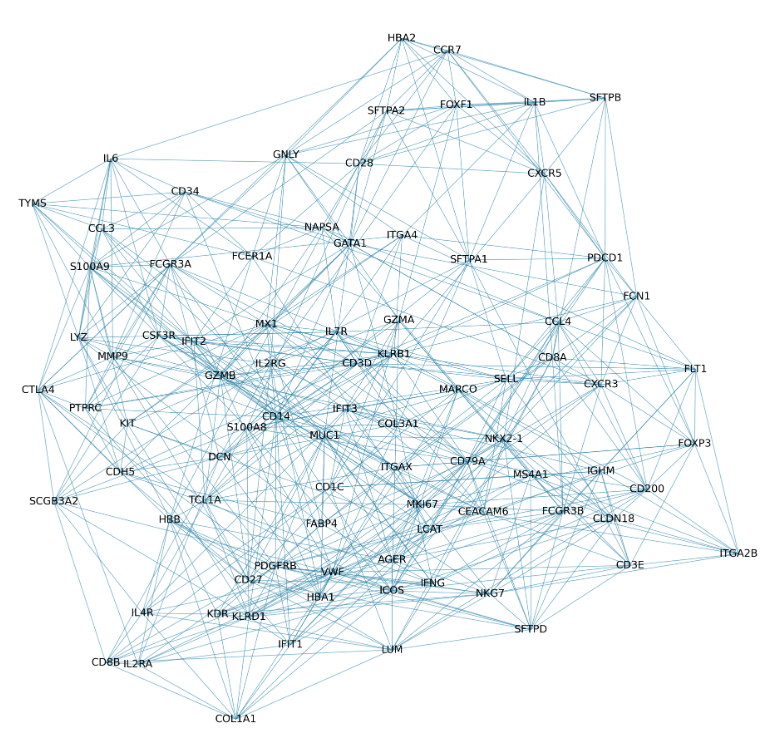 HBA2
CCR7
SFTPB
IL1B
FOXF1
SFTPA2
GNLY
IL6
CD28
CXCR5
CD34
TYMS
NAPSA
CCL3
ITGA4
GATA1
FCER1A
PDCD1
SFTPA1
FCGR3A
S100A9
FCN1
GZMA
CCL4
MX1
IL7R
CSF3R
LYZ
IFIT2
KLRB1
MMP9
CD8A
IL2RG
CD3D
FLT1
GZMB
SELL
CXCR3
CTLA4
MARCO
PTPRC
IFIT3
CD14
KIT
COL3A1
S100A8
MUC1
NKX2-1
FOXP3
DCN
CD79A
ITGAX
CDH5
IGHM
MS4A1
CD1C
CD200
SCGB3A2
TCL1A
MKI67
CEACAM6
FCGR3B
CLDN18
HBB
FABP4
LCAT
ITGA2B
AGER
PDGFRB
CD3E
VWF
CD27
IFNG
ICOS
NKG7
HBA1
IL4R
KDR
KLRD1
SFTPD
IFIT1
LUM
CD8B
IL2RA
COL1A1